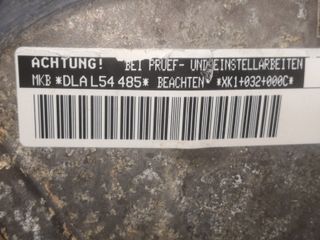 ACHTUNG! BEI PRUEF- UND EINSTELLARBEITEN
MKB *DLA L54 485* BEACHTEN *XK1+032+000C*